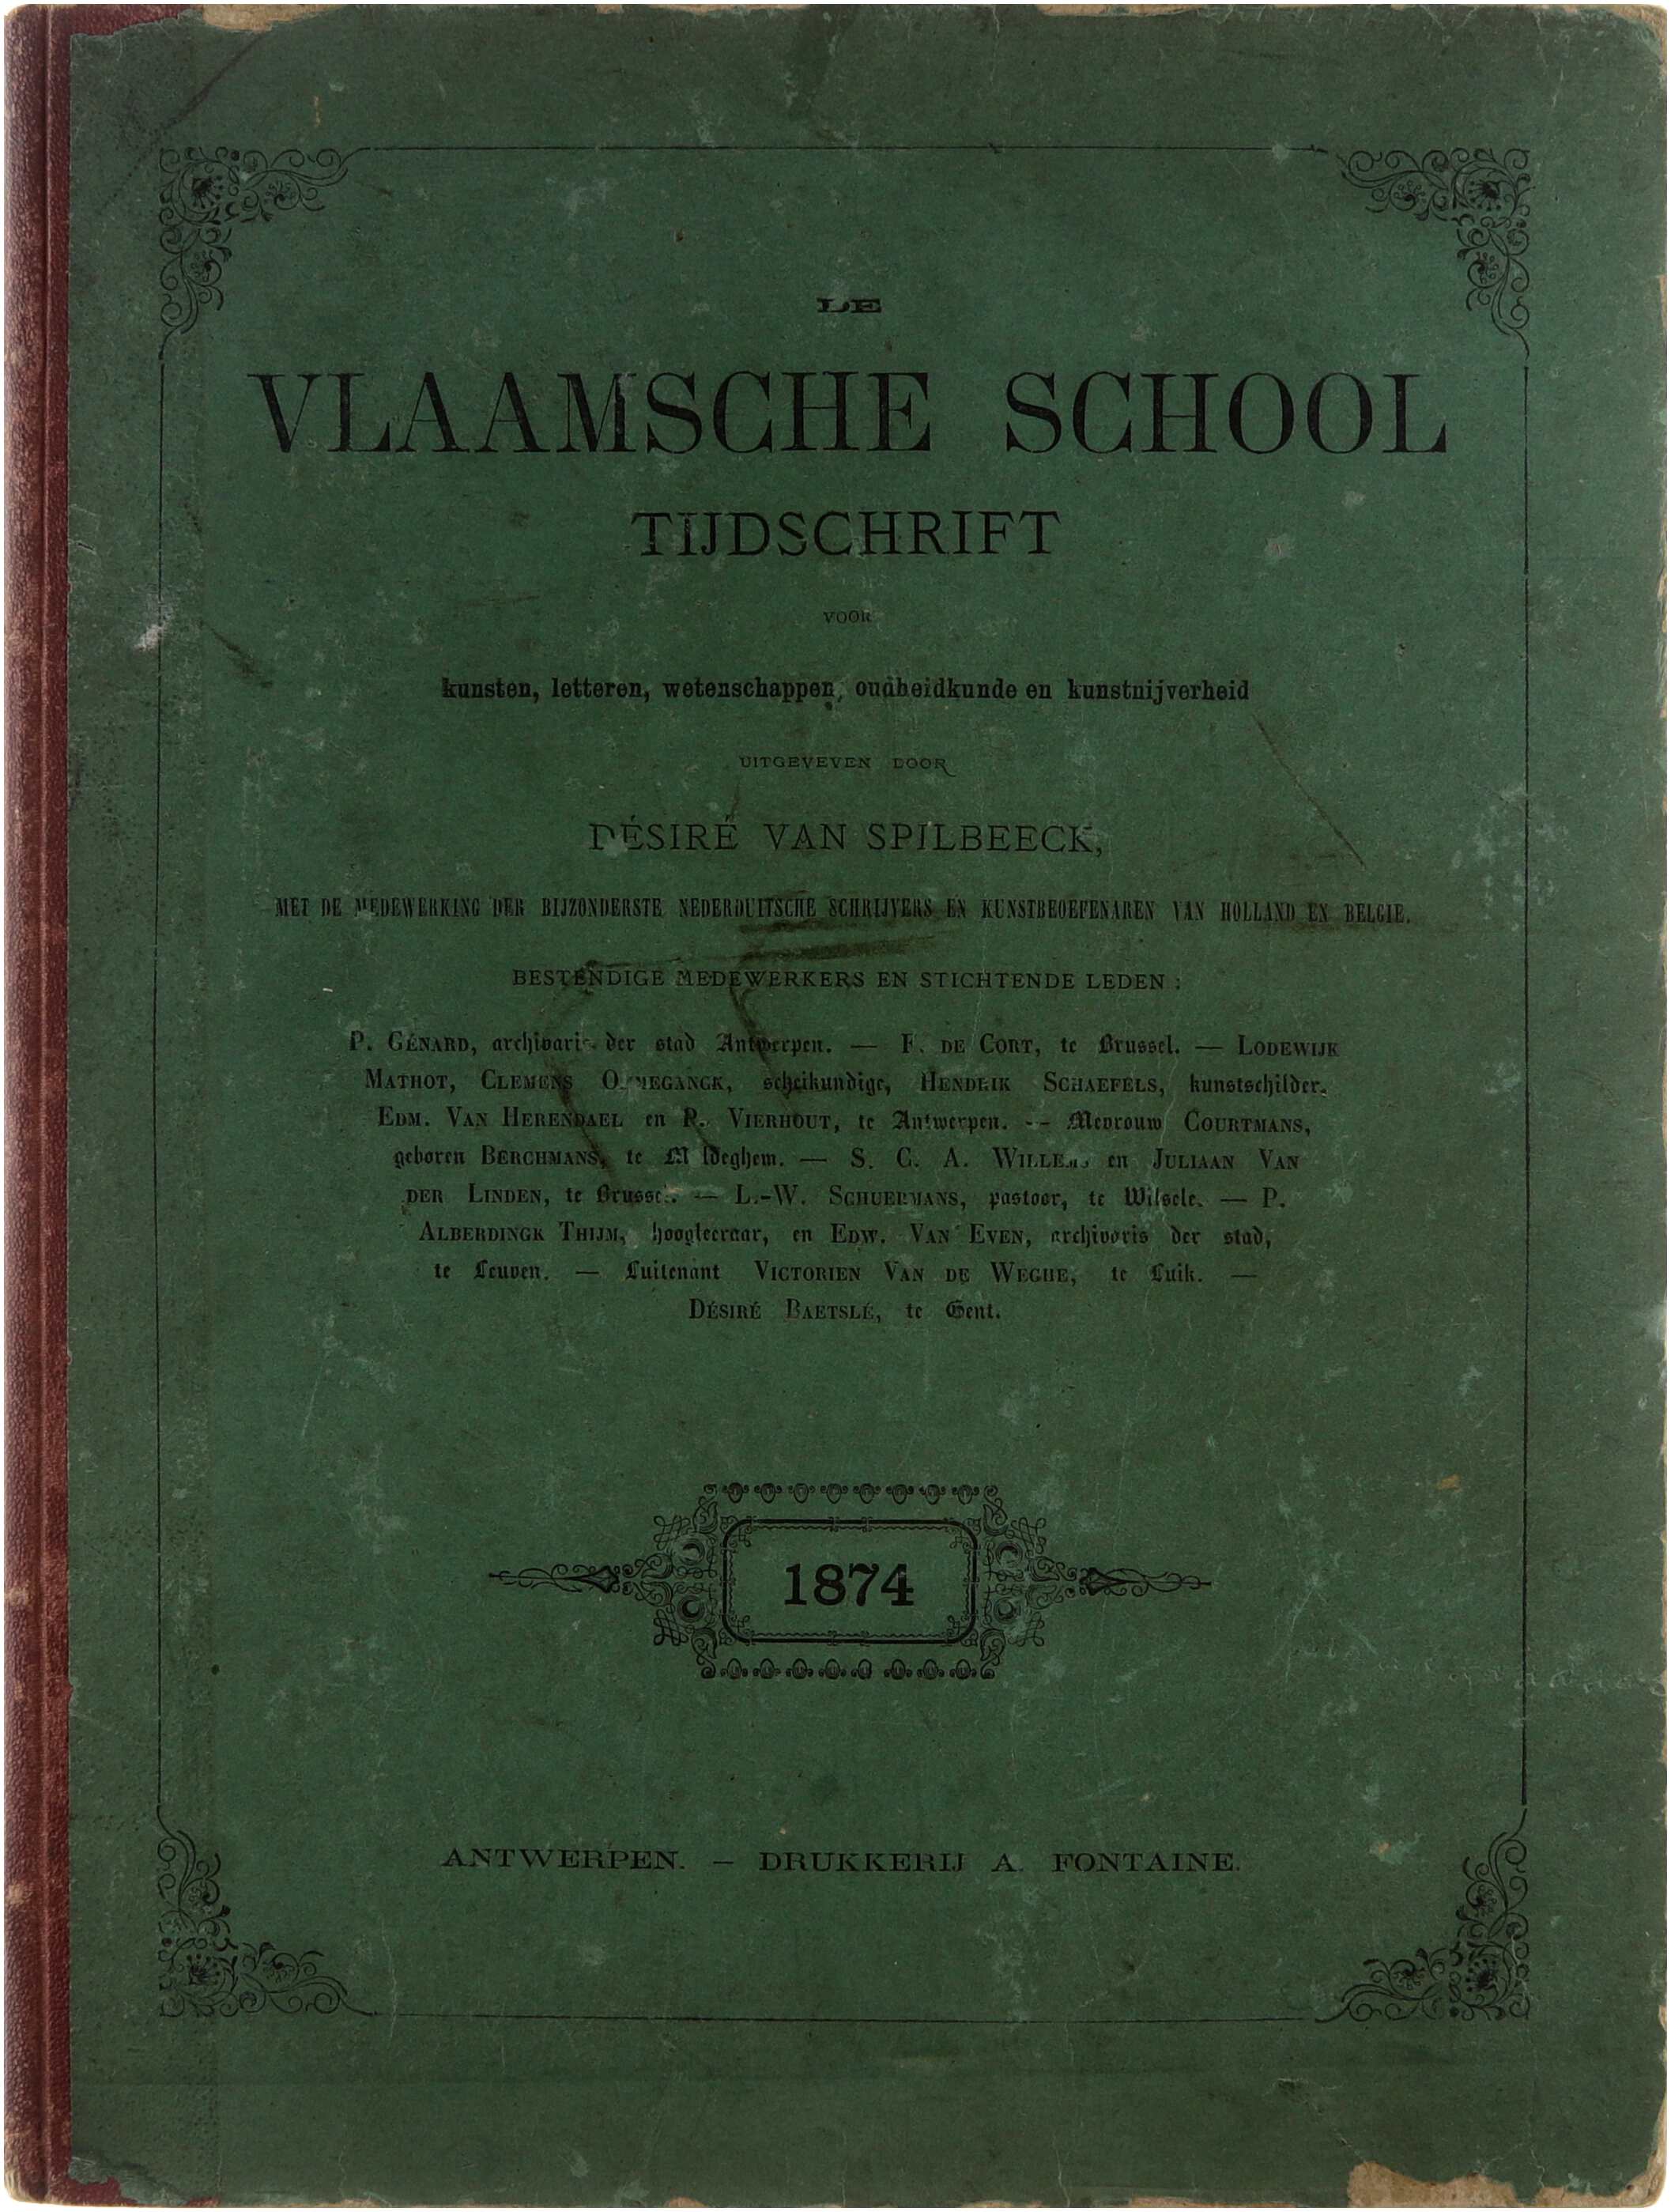 DE
VLAAMSCHE SCHOOL
TIJDSCHRIFT
VOOR
kunsten, letteren, wetenschappen, oudheidkunde en kunstnijverheid
UITGEVEVEN DOOR
DÉSIRÉ VAN SPILBEECK,
MET DE MEDEWERKING DER BIJZONDERSTE NEDERDUITSCHE SCHRIJVERS EN KUNSTBEOEFENAREN VAN HOLLAND EN BELGIE.
BESTENDIGE MEDEWERKERS EN STICHTENDE LEDEN :
P. GÉNARD, archivaris der stad Antwerpen. — F. DE CORT, te Brussel. — LODEWIJK
MATHOT, CLEMENS OMMEGANCK, scheikundige, HENDRIK SCHAEFELS, kunstschilder.
EDM. VAN HERENDAEL en P. VIERHOUT, te Antwerpen. -- Mevrouw COURTMANS,
geboren BERCHMANS, te Maldeghem. — S. C. A. WILLEMS en JULIAAN VAN
DER LINDEN, te Brussel. — L.-W. SCHUERMANS, pastoor, te Wilsele. — P.
ALBERDINGK THIJM, hoogleeraar, en EDW. VAN EVEN, archivaris der stad,
te Leuven. — Luitenant VICTORIEN VAN DE WEGHE, te Luik. —
DÉSIRÉ BAETSLÉ, te Gent.
1874
ANTWERPEN. — DRUKKERIJ A. FONTAINE.